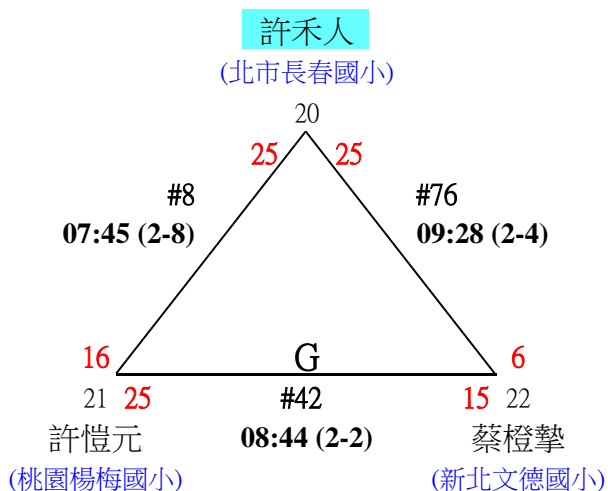 許禾人
(北市長春國小)
20
25 25
#8 #76
07:45 (2-8) 09:28 (2-4)
16 G 6
21 25 #42 15 22
許愷元 08:44 (2-2) 蔡橙摯
(桃園楊梅國小) (新北文德國小)